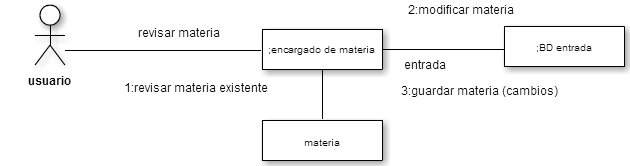 2:modificar materia
revisar materia
;encargado de materia
;BD entrada
entrada
usuario
1:revisar materia existente
3:guardar materia (cambios)
materia